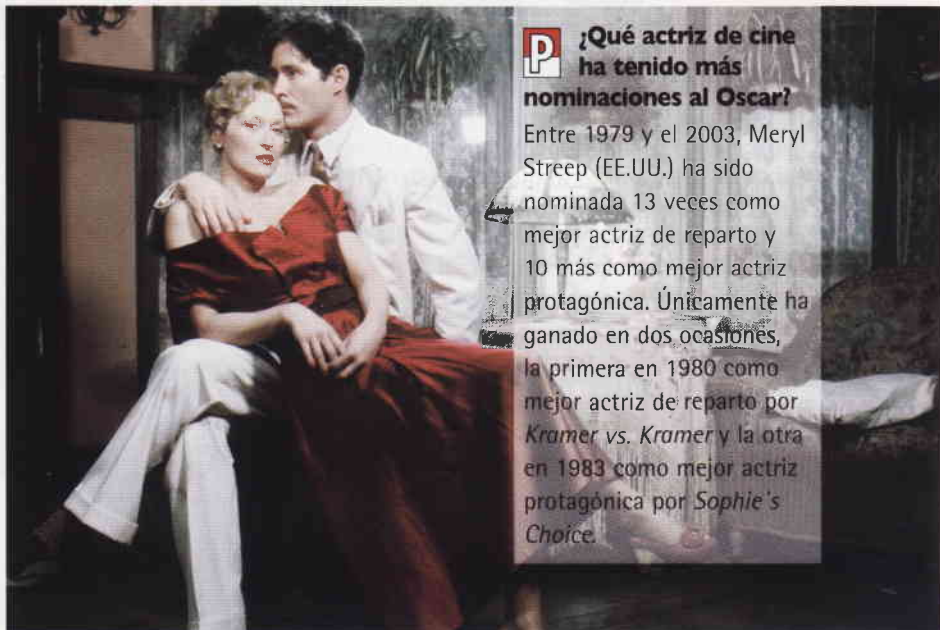 P ¿Qué actriz de cine
ha tenido más
nominaciones al Oscar?
Entre 1979 y el 2003, Meryl
Streep (EE.UU.) ha sido
nominada 13 veces como
mejor actriz de reparto y
10 más como mejor actriz
protagónica. Únicamente ha
ganado en dos ocasiones,
la primera en 1980 como
mejor actriz de reparto por
Kramer vs. Kramer y la otra
en 1983 como mejor actriz
protagónica por Sophie's
Choice.